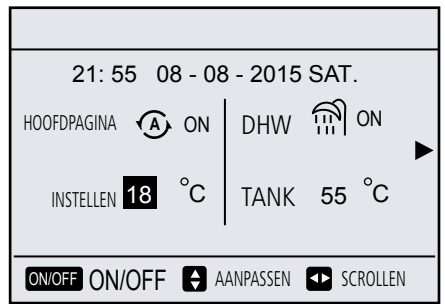 21: 55 08 - 08 - 2015 SAT.
HOOFDPAGINA A ON DHW ON
INSTELLEN 18 °C TANK 55 °C
ON/OFF ON/OFF AANPASSEN SCROLLEN